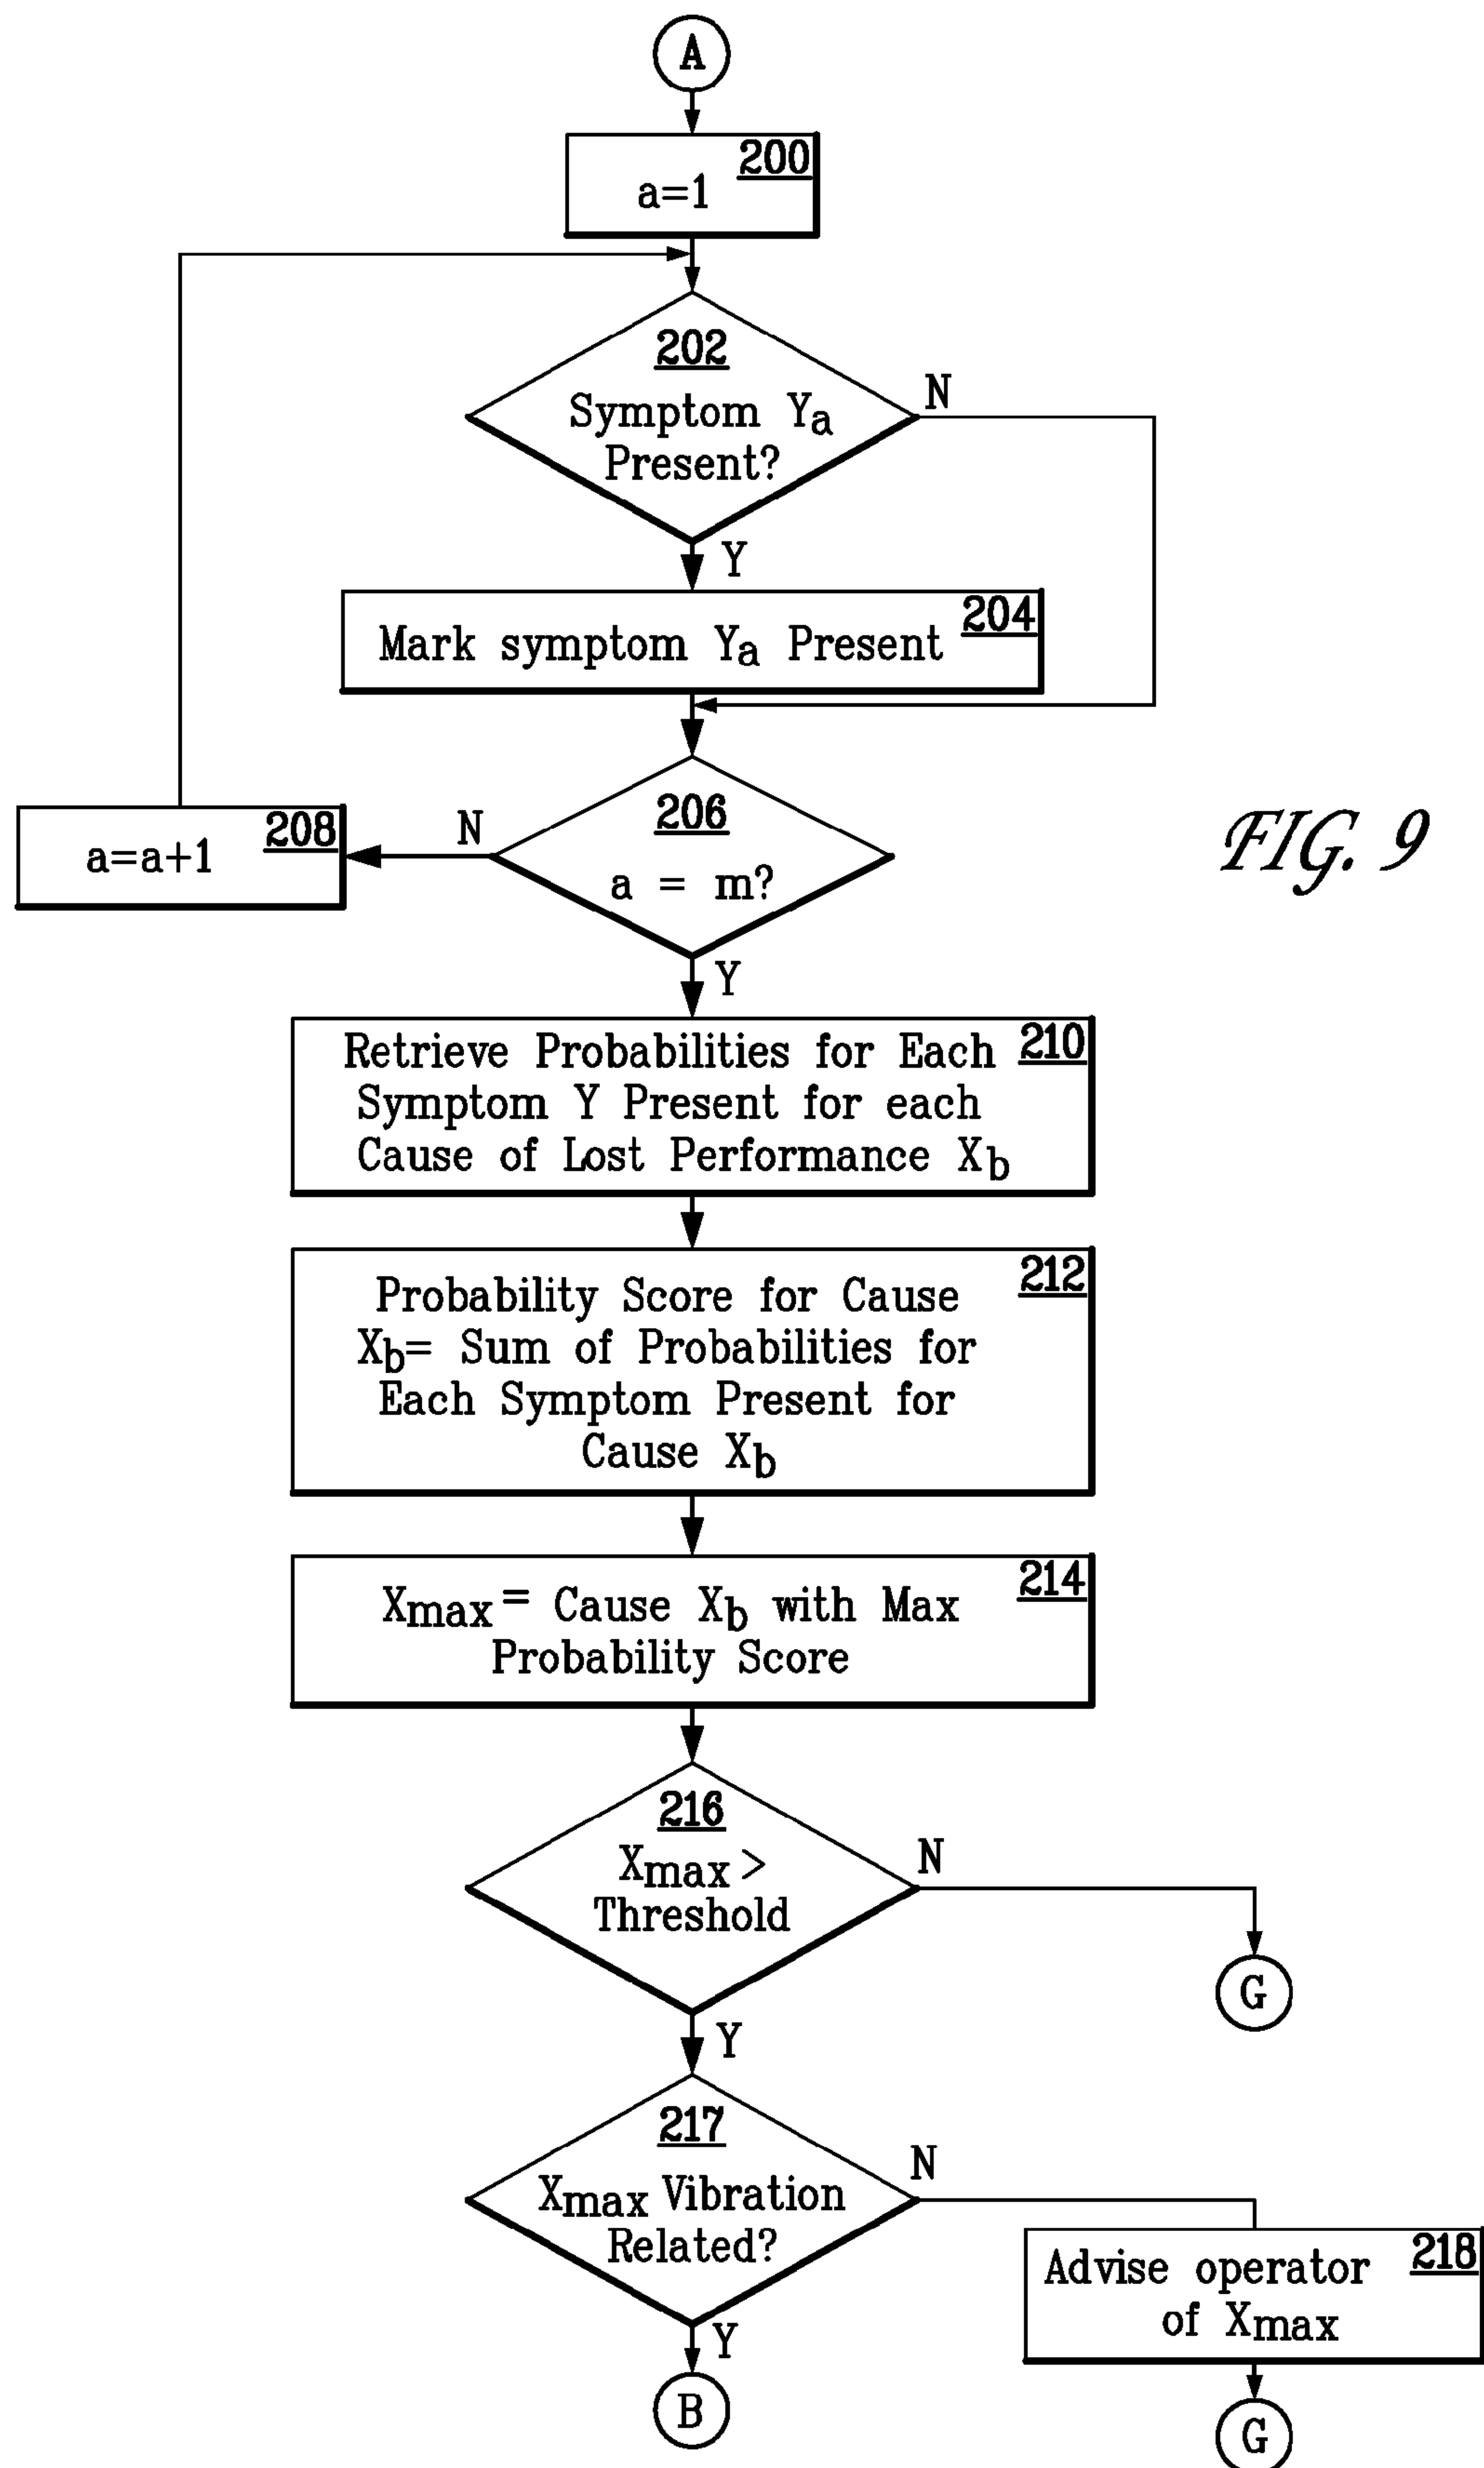 A
200
a=1
202
Symptom Ya
Present?
N
Y
204
Mark symptom Ya Present
206
a = m?
N
208
a=a+1
FIG. 9
Y
210
Retrieve Probabilities for Each
Symptom Y Present for each
Cause of Lost Performance Xb
212
Probability Score for Cause
Xb= Sum of Probabilities for
Each Symptom Present for
Cause Xb
214
Xmax = Cause Xb with Max
Probability Score
216
Xmax >
Threshold
N
G
Y
217
Xmax Vibration
Related?
N
218
Advise operator
of Xmax
Y
B
G